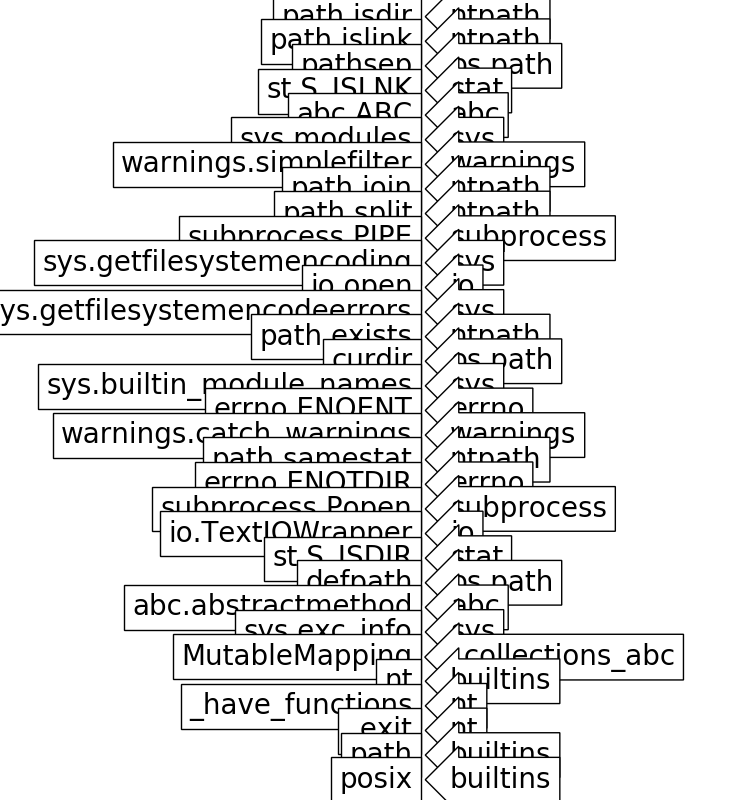 path.isdir ntpath
path.islink ntpath
pathsep os.path
st.S_ISLNK stat
abc.ABC abc
sys.modules sys
warnings.simplefilter warnings
path.join ntpath
path.split ntpath
subprocess.PIPE subprocess
sys.getfilesystemencoding sys
io.open io
ys.getfilesystemencodeerrors sys
path.exists ntpath
curdir os.path
sys.builtin_module_names sys
errno.ENOENT errno
warnings.catch_warnings warnings
path.samestat ntpath
errno.ENOTDIR errno
subprocess.Popen subprocess
io.TextIOWrapper io
st.S_ISDIR stat
defpath os.path
abc.abstractmethod abc
sys.exc_info sys
MutableMapping collections_abc
nt builtins
_have_functions nt
exit nt
path builtins
posix builtins